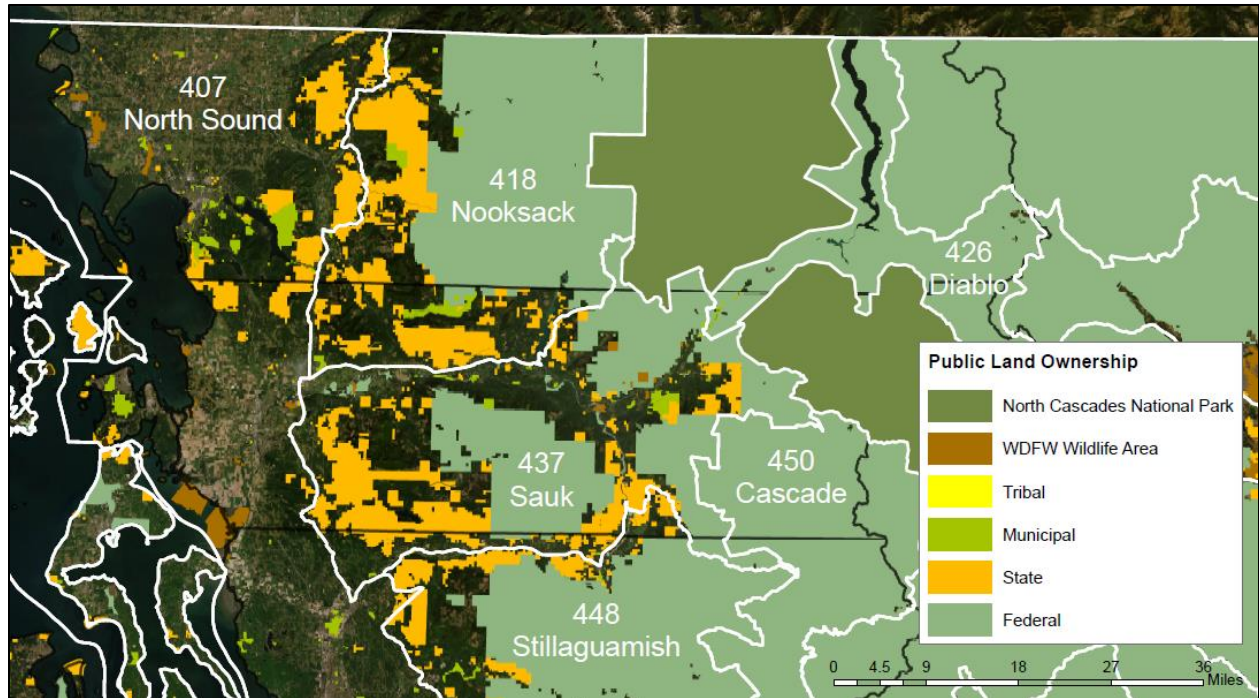 407
North Sound
418
Nooksack
426
Diablo
437
Sauk
450
Cascade
448
Stillaguamish
Public Land Ownership
North Cascades National Park
WDFW Wildlife Area
Tribal
Municipal
State
Federal
0 4.5 9 18 27 36
Miles